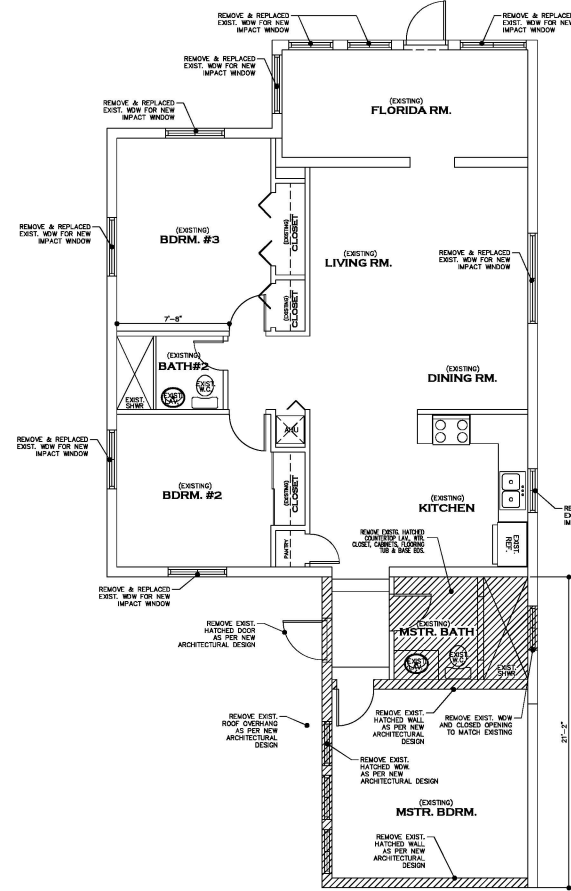 REMOVE & REPLACED
EXIST. WDW FOR NEW
IMPACT WINDOW
REMOVE & REPLACED
EXIST. WDW FOR NEW
IMPACT WINDOW
REMOVE & REPLACED
EXIST. WDW FOR NEW
IMPACT WINDOW
(EXISTING)
FLORIDA RM.
REMOVE & REPLACED
EXIST. WDW FOR NEW
IMPACT WINDOW
REMOVE & REPLACED
EXIST. WDW FOR NEW
IMPACT WINDOW
(EXISTING)
BDRM. #3
(EXISTING)
CLOSET
(EXISTING)
LIVING RM.
REMOVE & REPLACED
EXIST. WDW FOR NEW
IMPACT WINDOW
(EXISTING)
CLOSET
7'-8"
(EXISTING)
BATH#2
EXIST.
SHWR
EXIST.
LAV.
EXIST.
W.C.
(EXISTING)
DINING RM.
AHU
REMOVE & REPLACED
EXIST. WDW FOR NEW
IMPACT WINDOW
(EXISTING)
BDRM. #2
(EXISTING)
CLOSET
(EXISTING)
KITCHEN
EXIST.
REF.
PANTRY
REMOVE EXISTG. HATCHED
COUNTERTOP LAV., WTR.
CLOSET, CABINETS, FLOORING
TUB & BASE BDS.
REMOVE & REPLACED
EXIST. WDW FOR NEW
IMPACT WINDOW
REMOVE EXIST.
HATCHED DOOR
AS PER NEW
ARCHITECTURAL DESIGN
(EXISTING)
MSTR. BATH
EXIST.
LAV.
EXIST.
W.C.
EXIST.
SHWR
REMOVE EXIST.
ROOF OVERHANG
AS PER NEW
ARCHITECTURAL
DESIGN
REMOVE EXIST.
HATCHED WALL
AS PER NEW
ARCHITECTURAL
DESIGN
REMOVE EXIST. WDW
AND CLOSED OPENING
TO MATCH EXISTING
21'-2"
REMOVE EXIST.
HATCHED WDW.
AS PER NEW
ARCHITECTURAL DESIGN
(EXISTING)
MSTR. BDRM.
REMOVE EXIST.
HATCHED WALL
AS PER NEW
ARCHITECTURAL
DESIGN